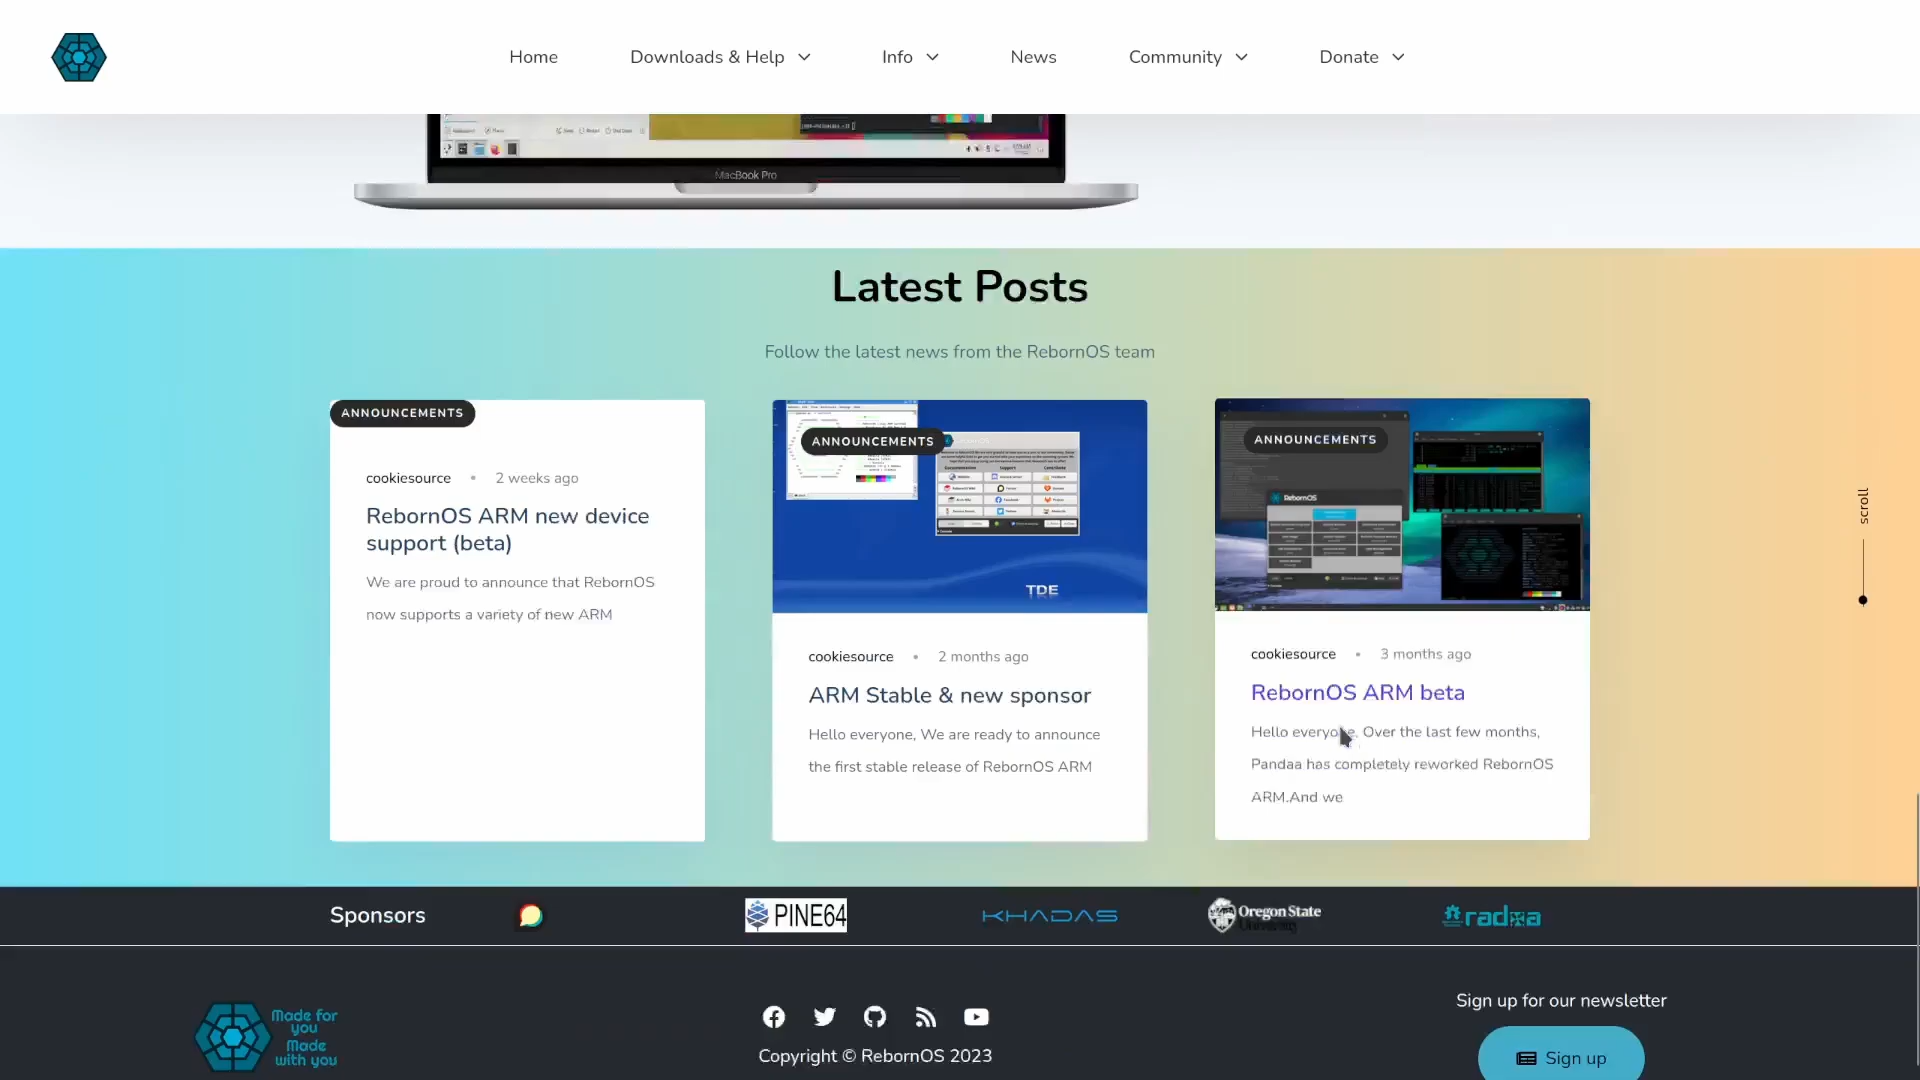 Home
Downloads & Help
Info
News
Community
Donate
MacBook Pro
Latest Posts
Follow the latest news from the RebornOS team
ANNOUNCEMENTS
cookiesource • 2 weeks ago
RebornOS ARM new device
support (beta)
We are proud to announce that RebornOS
now supports a variety of new ARM
ANNOUNCEMENTS
TDE
cookiesource • 2 months ago
ARM Stable & new sponsor
Hello everyone, We are ready to announce
the first stable release of RebornOS ARM
ANNOUNCEMENTS
RebornOS
cookiesource • 3 months ago
RebornOS ARM beta
Hello everyone, Over the last few months,
Pandaa has completely reworked RebornOS
ARM.And we
scroll
Sponsors
PINE64
KHADAS
Oregon State
University
radxa
Made for
you
Made
with you
Copyright © RebornOS 2023
Sign up for our newsletter
Sign up